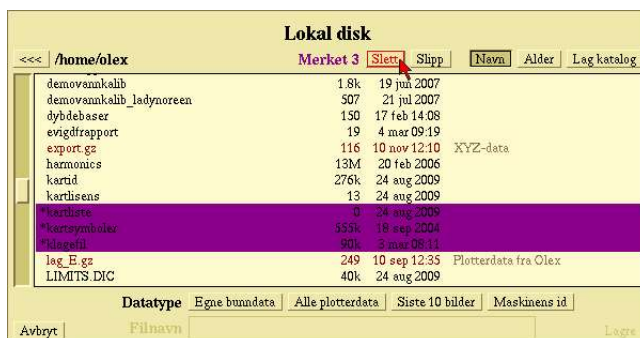 Lokal disk
<<< /home/olex Merket 3 Slett Slipp Navn Alder Lag katalog
demovannkalib 1.8k 19 jun 2007
demovannkalib_ladynoreen 507 21 jul 2007
dybdebaser 150 17 feb 14:08
evigdfrapport 19 4 mar 09:19
export.gz 116 10 nov 12:10 XYZ-data
harmonics 13M 20 feb 2006
kartid 276k 24 aug 2009
kartlisens 13 24 aug 2009
*kartliste 0 24 aug 2009
*kartsymboler 555k 18 sep 2004
*klagefil 90k 3 mar 08:11
lag_E.gz 249 10 sep 12:35 Plotterdata fra Olex
LIMITS.DIC 40k 24 aug 2009
Datatype Egne bunndata Alle plotterdata Siste 10 bilder Maskinens id
Avbryt Filnavn Lagre